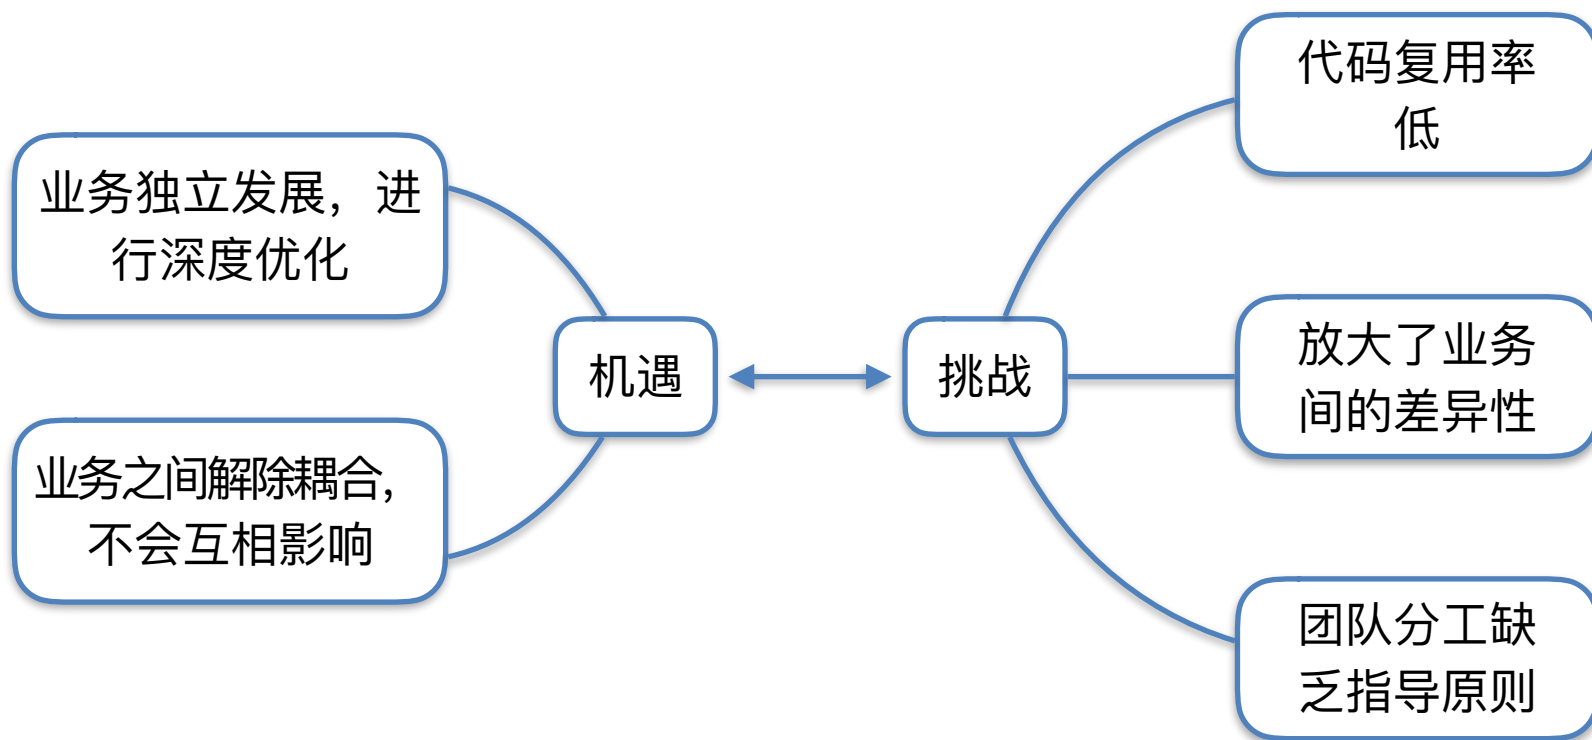 业务独立发展，进
行深度优化
业务之间解除耦合，
不会互相影响
机遇
挑战
代码复用率
低
放大了业务
间的差异性
团队分工缺
乏指导原则